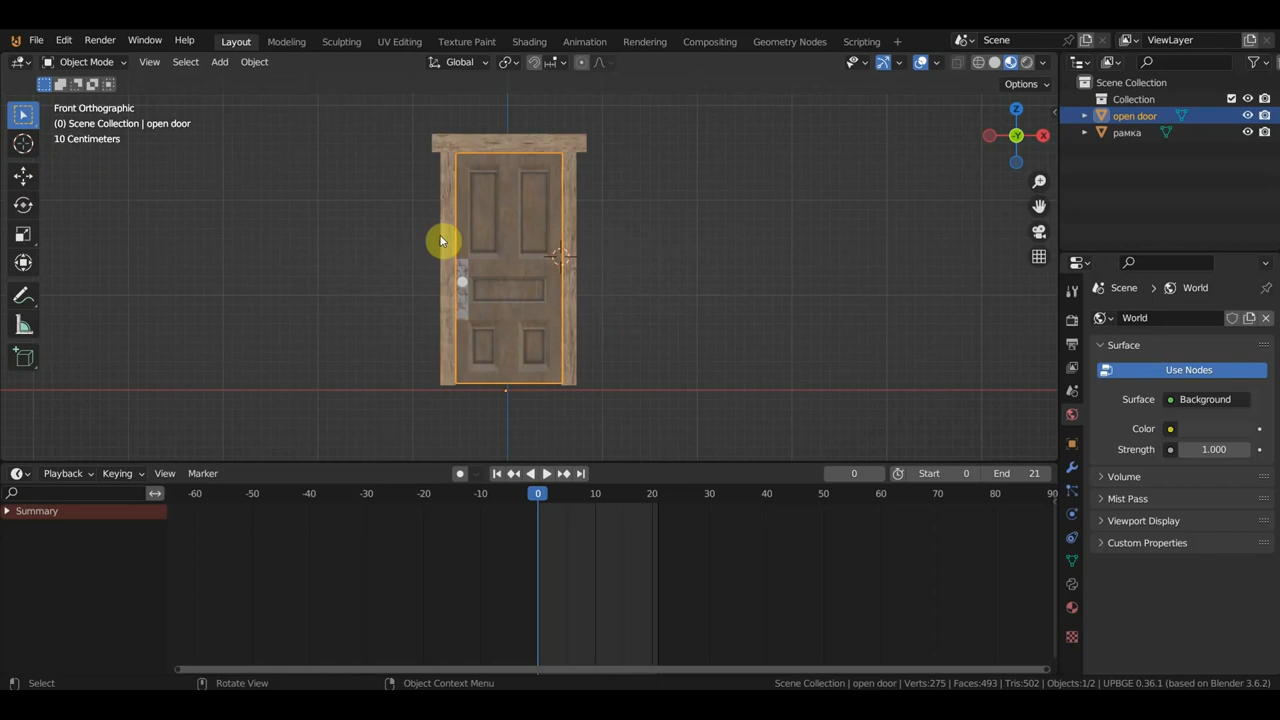 File Edit Render Window Help Layout Modeling Sculpting UV Editing Texture Paint Shading Animation Rendering Compositing Geometry Nodes Scripting + Scene ViewLayer
Object Mode View Select Add Object Global
Options
Front Orthographic
(0) Scene Collection | open door
10 Centimeters
Z
-Y
X
Scene Collection
Collection
open door
рамка
Scene > World
World
Surface
Use Nodes
Surface Background
Color
Strength 1.000
Volume
Mist Pass
Viewport Display
Custom Properties
Playback Keying View Marker 0 Start 0 End 21
-60 -50 -40 -30 -20 -10 0 10 20 30 40 50 60 70 80 90
Summary
Select Rotate View Object Context Menu Scene Collection | open door | Verts:275 | Faces:493 | Tris:502 | Objects:1/2 | UPBGE 0.36.1 (based on Blender 3.6.2)